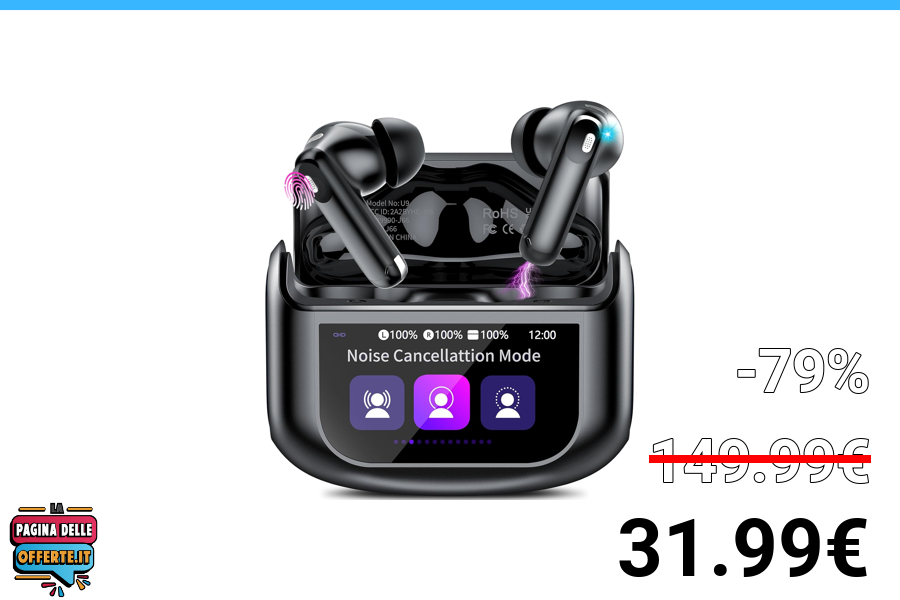 Model No: U9
RoHS
FC CE
N CHINA
L 100% R 100% 100% 12:00
Noise Cancellattion Mode
-79%
149.99€
31.99€
LA
PAGINA DELLE
OFFERTE.IT